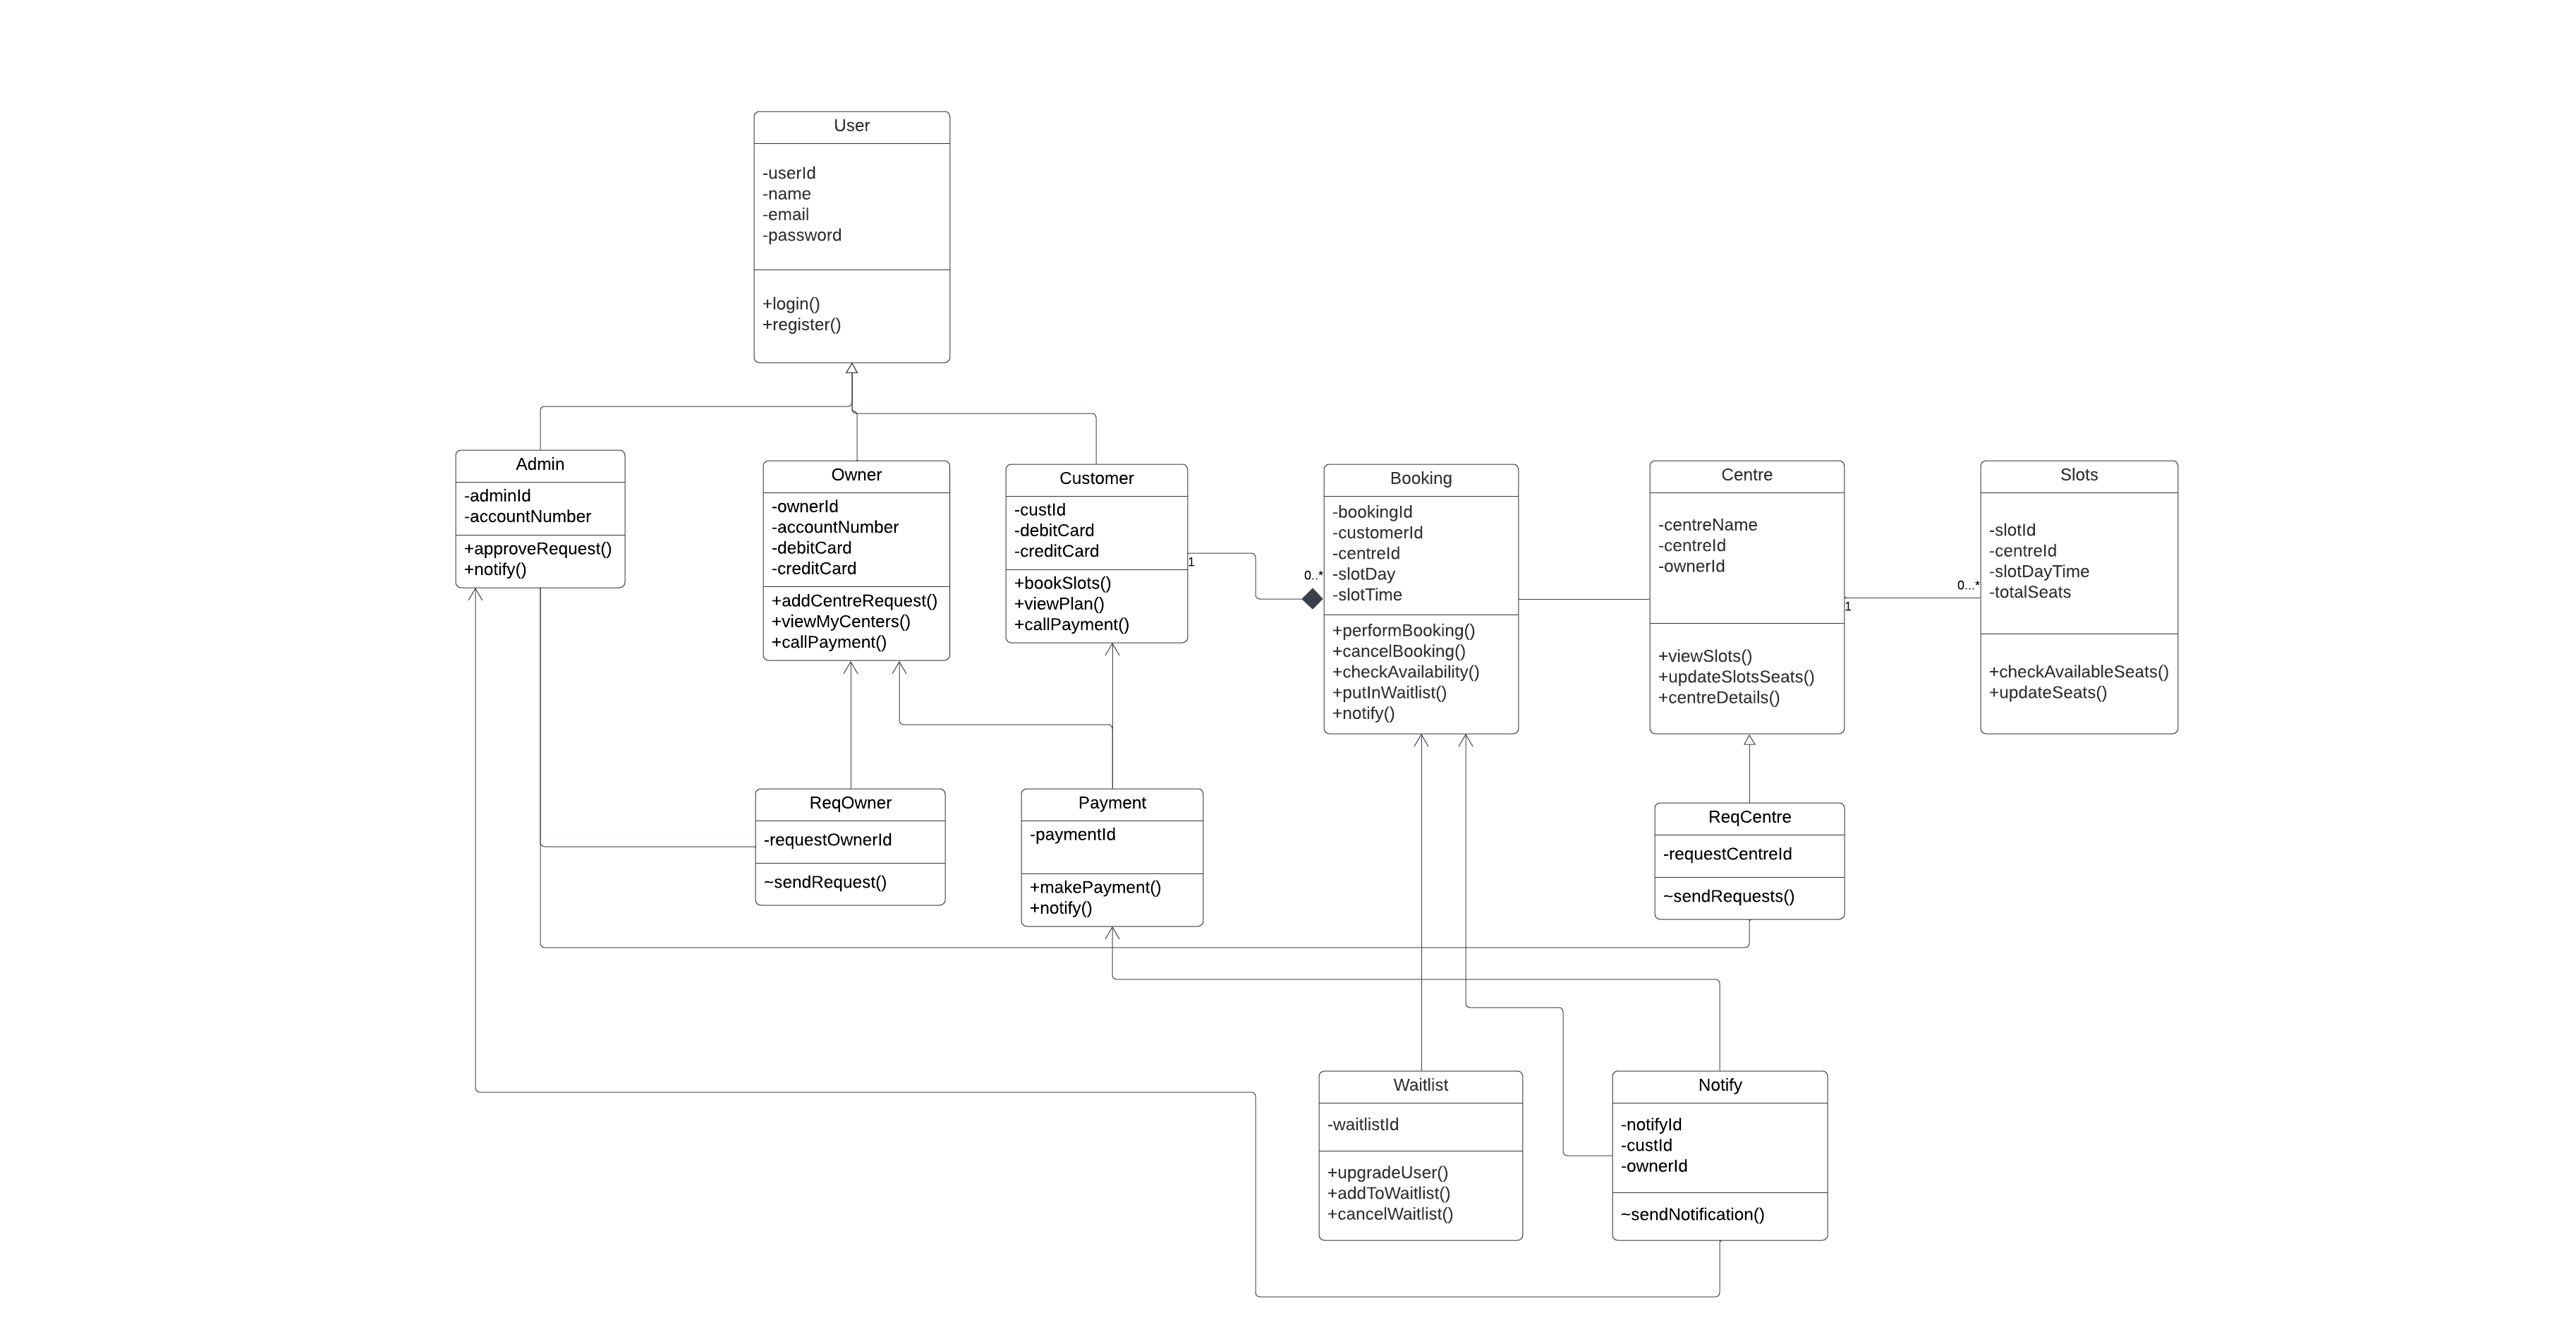 User
-userId
-name
-email
-password
+login()
+register()
Admin
-adminId
-accountNumber
+approveRequest()
+notify()
Owner
-ownerId
-accountNumber
-debitCard
-creditCard
+addCentreRequest()
+viewMyCenters()
+callPayment()
Customer
-custId
-debitCard
-creditCard
+bookSlots()
+viewPlan()
+callPayment()
1
0..*
Booking
-bookingId
-customerId
-centreId
-slotDay
-slotTime
+performBooking()
+cancelBooking()
+checkAvailability()
+putInWaitlist()
+notify()
Centre
-centreName
-centreId
-ownerId
+viewSlots()
+updateSlotsSeats()
+centreDetails()
1
0...*
Slots
-slotId
-centreId
-slotDayTime
-totalSeats
+checkAvailableSeats()
+updateSeats()
ReqOwner
-requestOwnerId
~sendRequest()
Payment
-paymentId
+makePayment()
+notify()
ReqCentre
-requestCentreId
~sendRequests()
Waitlist
-waitlistId
+upgradeUser()
+addToWaitlist()
+cancelWaitlist()
Notify
-notifyId
-custId
-ownerId
~sendNotification()